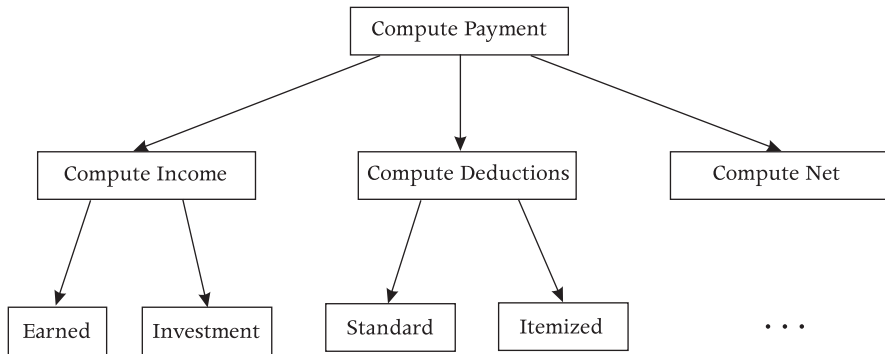 Compute Payment
Compute Income
Compute Deductions
Compute Net
Earned
Investment
Standard
Itemized
. . .